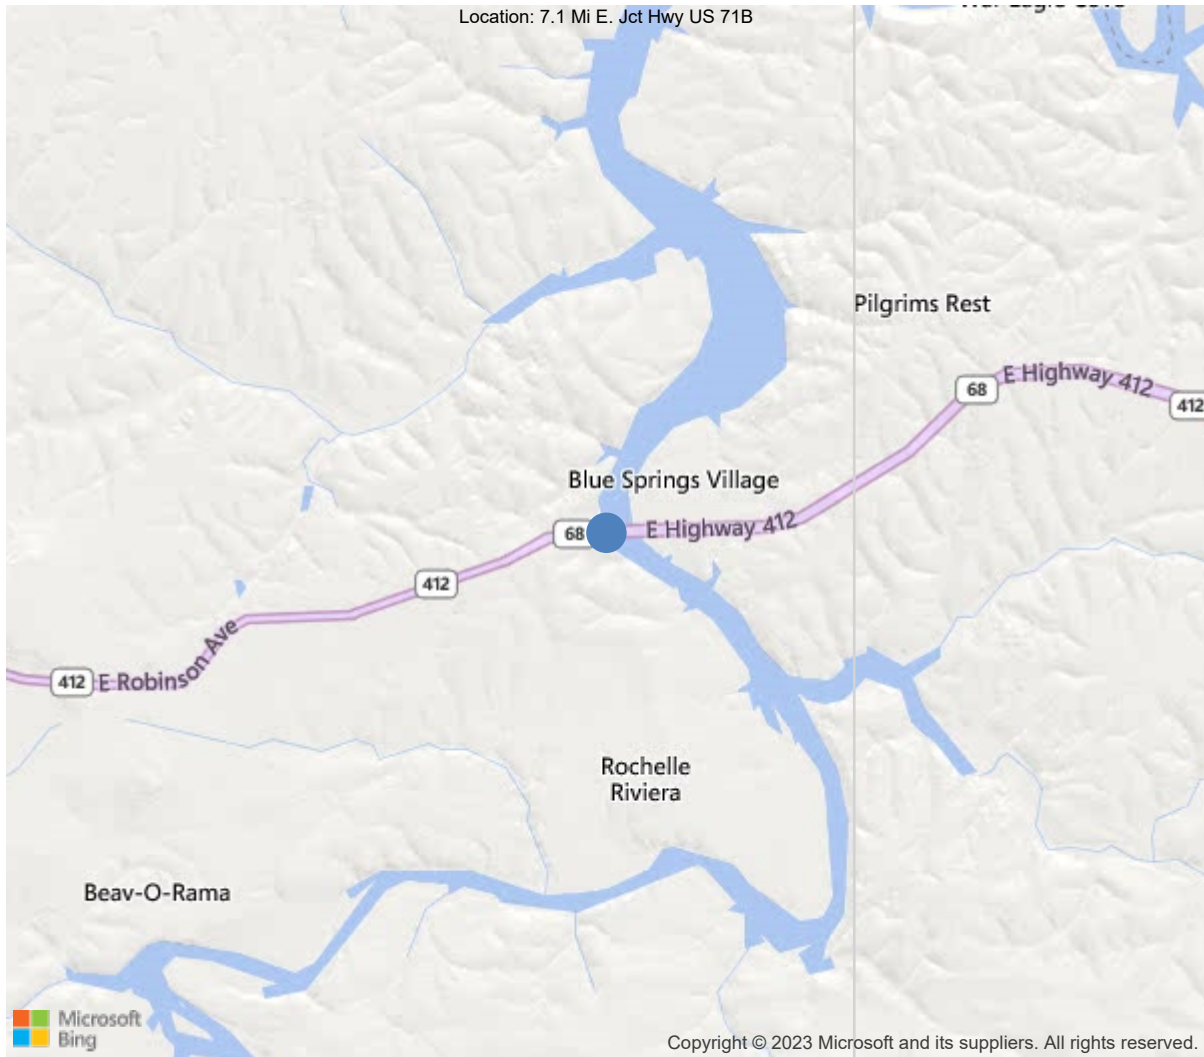 Location: 7.1 Mi E. Jct Hwy US 71B
Pilgrims Rest
E Highway 412
68
412
Blue Springs Village
68
E Highway 412
412
E Robinson Ave
412
Rochelle
Riviera
Beav-O-Rama
Microsoft
Bing
Copyright © 2023 Microsoft and its suppliers. All rights reserved.